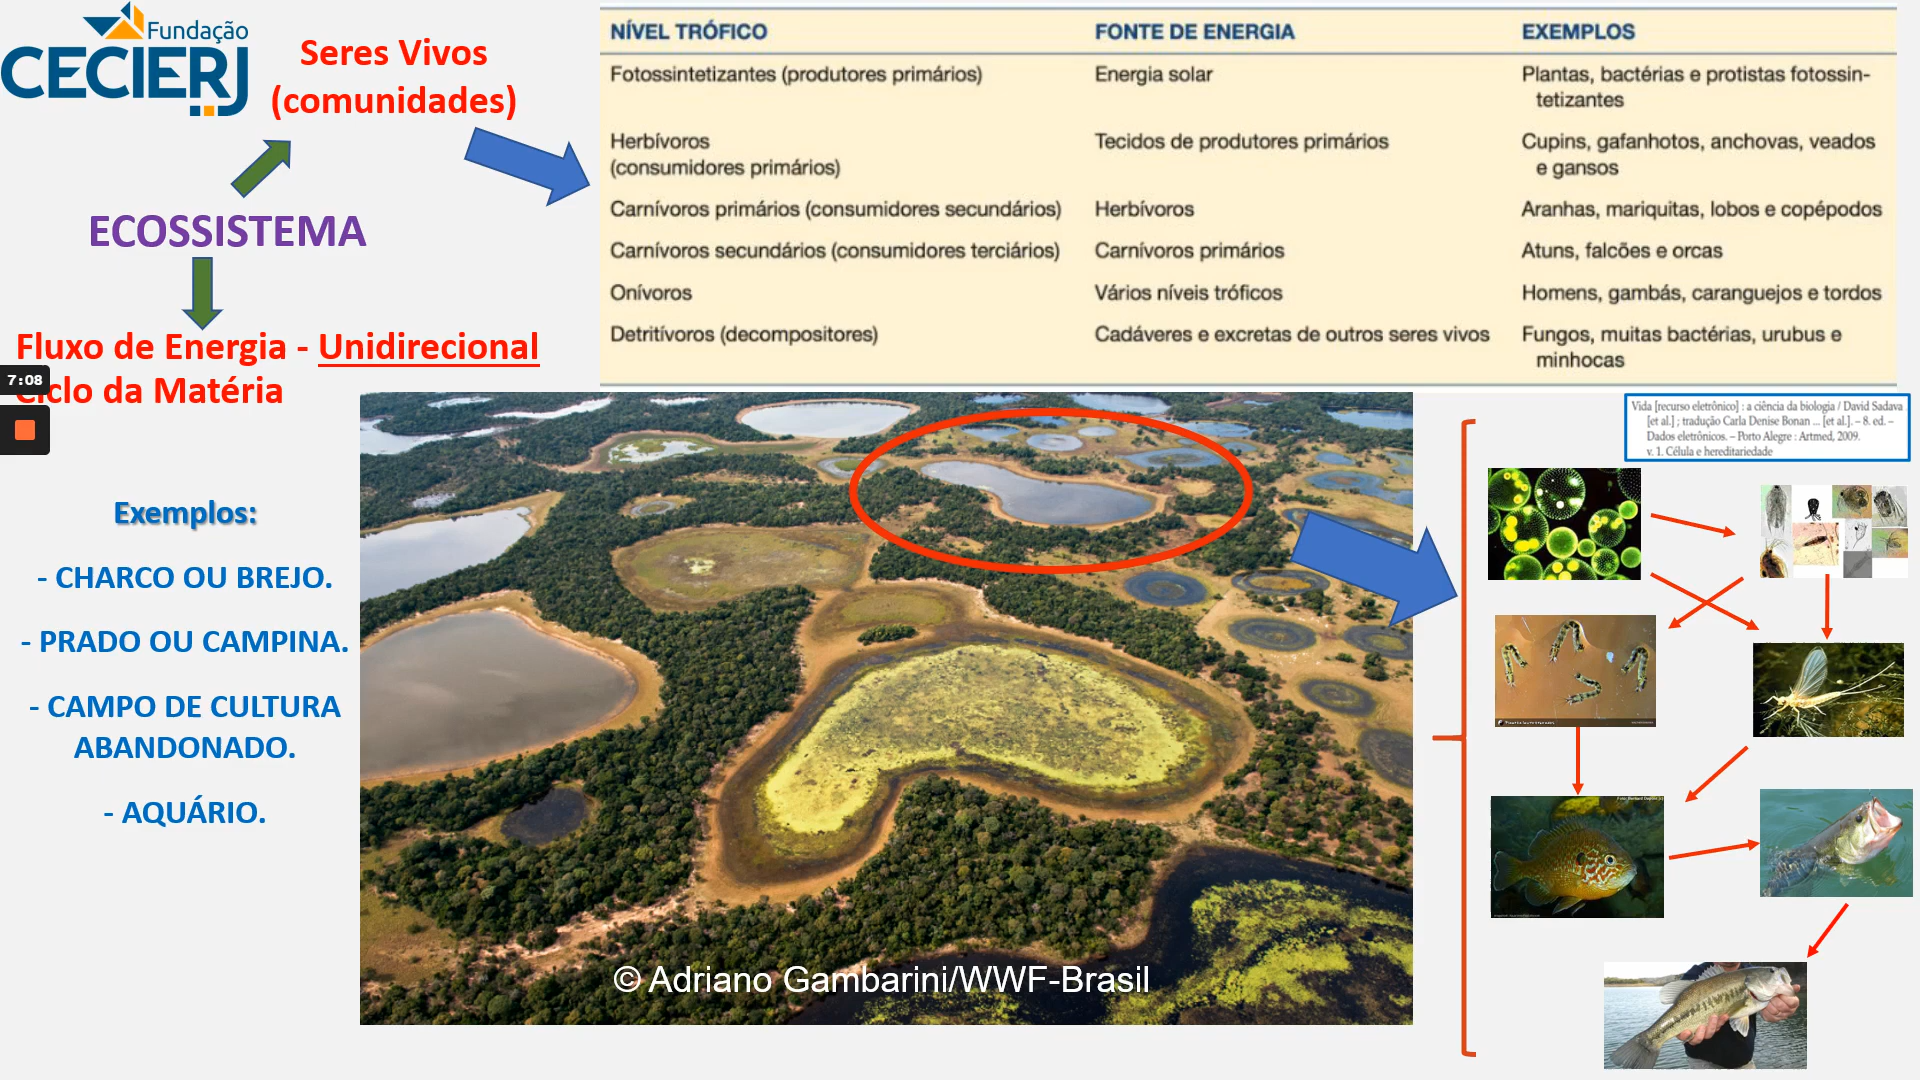 Fundação
CECIERJ
Seres Vivos
(comunidades)
ECOSSISTEMA
Fluxo de Energia - Unidirecional
Ciclo da Matéria
7:08
NÍVEL TRÓFICO FONTE DE ENERGIA EXEMPLOS
Fotossintetizantes (produtores primários) Energia solar Plantas, bactérias e protistas fotossin-
tetizantes
Herbívoros Tecidos de produtores primários Cupins, gafanhotos, anchovas, veados
(consumidores primários) e gansos
Carnívoros primários (consumidores secundários) Herbívoros Aranhas, mariquitas, lobos e copépodos
Carnívoros secundários (consumidores terciários) Carnívoros primários Atuns, falcões e orcas
Onívoros Vários níveis tróficos Homens, gambás, caranguejos e tordos
Detritívoros (decompositores) Cadáveres e excretas de outros seres vivos Fungos, muitas bactérias, urubus e
minhocas
Vida [recurso eletrônico] : a ciência da biologia / David Sadava
[et al.] ; tradução Carla Denise Bonan ... [et al.]. – 8. ed. –
Dados eletrônicos. – Porto Alegre : Artmed, 2009.
v. 1. Célula e hereditariedade
Exemplos:
- CHARCO OU BREJO.
- PRADO OU CAMPINA.
- CAMPO DE CULTURA
ABANDONADO.
- AQUÁRIO.
© Adriano Gambarini/WWF-Brasil